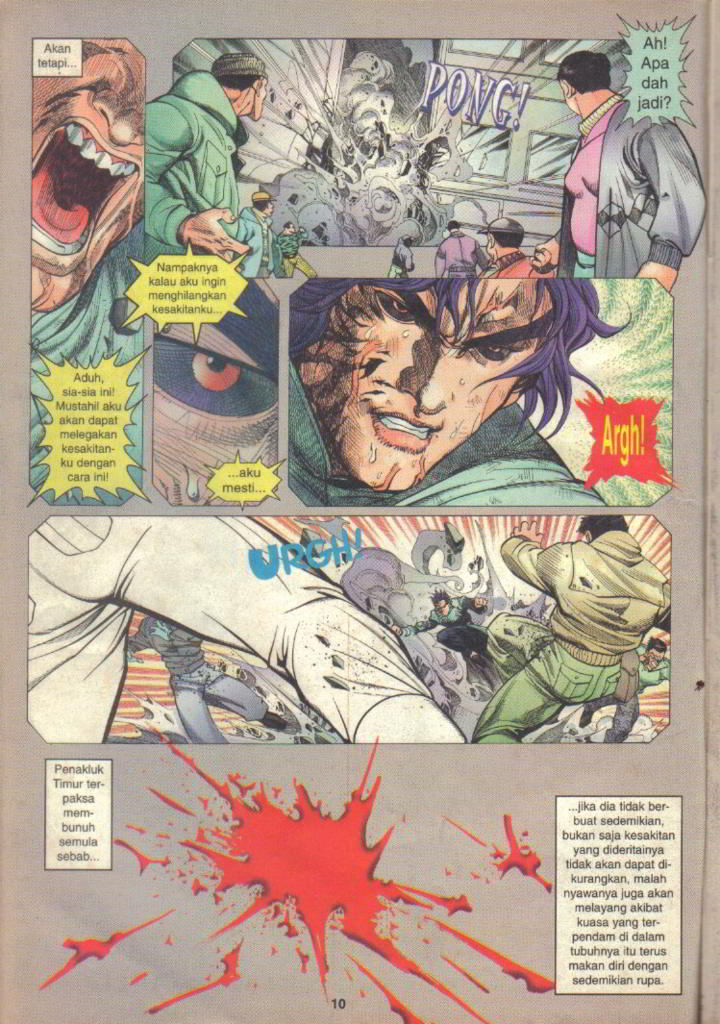 Akan
tetapi...
PONG!
Ah!
Apa
dah
jadi?
Aduh,
sia-sia ini!
Mustahil aku
akan dapat
melegakan
kesakitan-
ku dengan
cara ini!
Nampaknya
kalau aku ingin
menghilangkan
kesakitanku...
...aku
mesti...
Argh!
URGH!
Penakluk
Timur ter-
paksa
mem-
bunuh
semula
sebab...
...jika dia tidak ber-
buat sedemikian,
bukan saja kesakitan
yang dideritainya
tidak akan dapat di-
kurangkan, malah
nyawanya juga akan
melayang akibat
kuasa yang ter-
pendam di dalam
tubuhnya itu terus
makan diri dengan
sedemikian rupa.
10